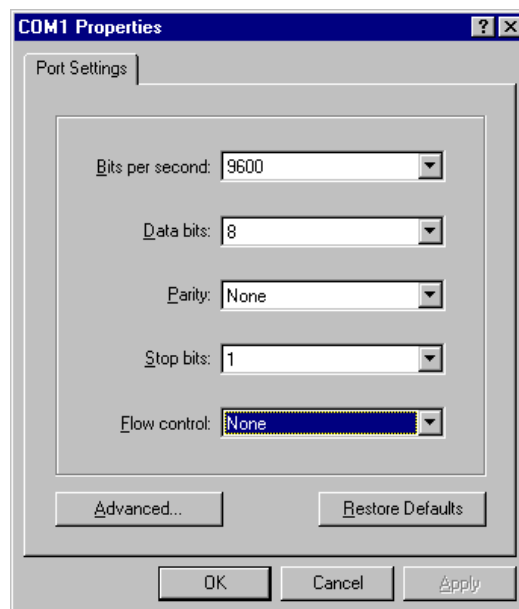 COM1 Properties
Port Settings
Bits per second: 9600
Data bits: 8
Parity: None
Stop bits: 1
Flow control: None
Advanced... Restore Defaults
OK Cancel Apply